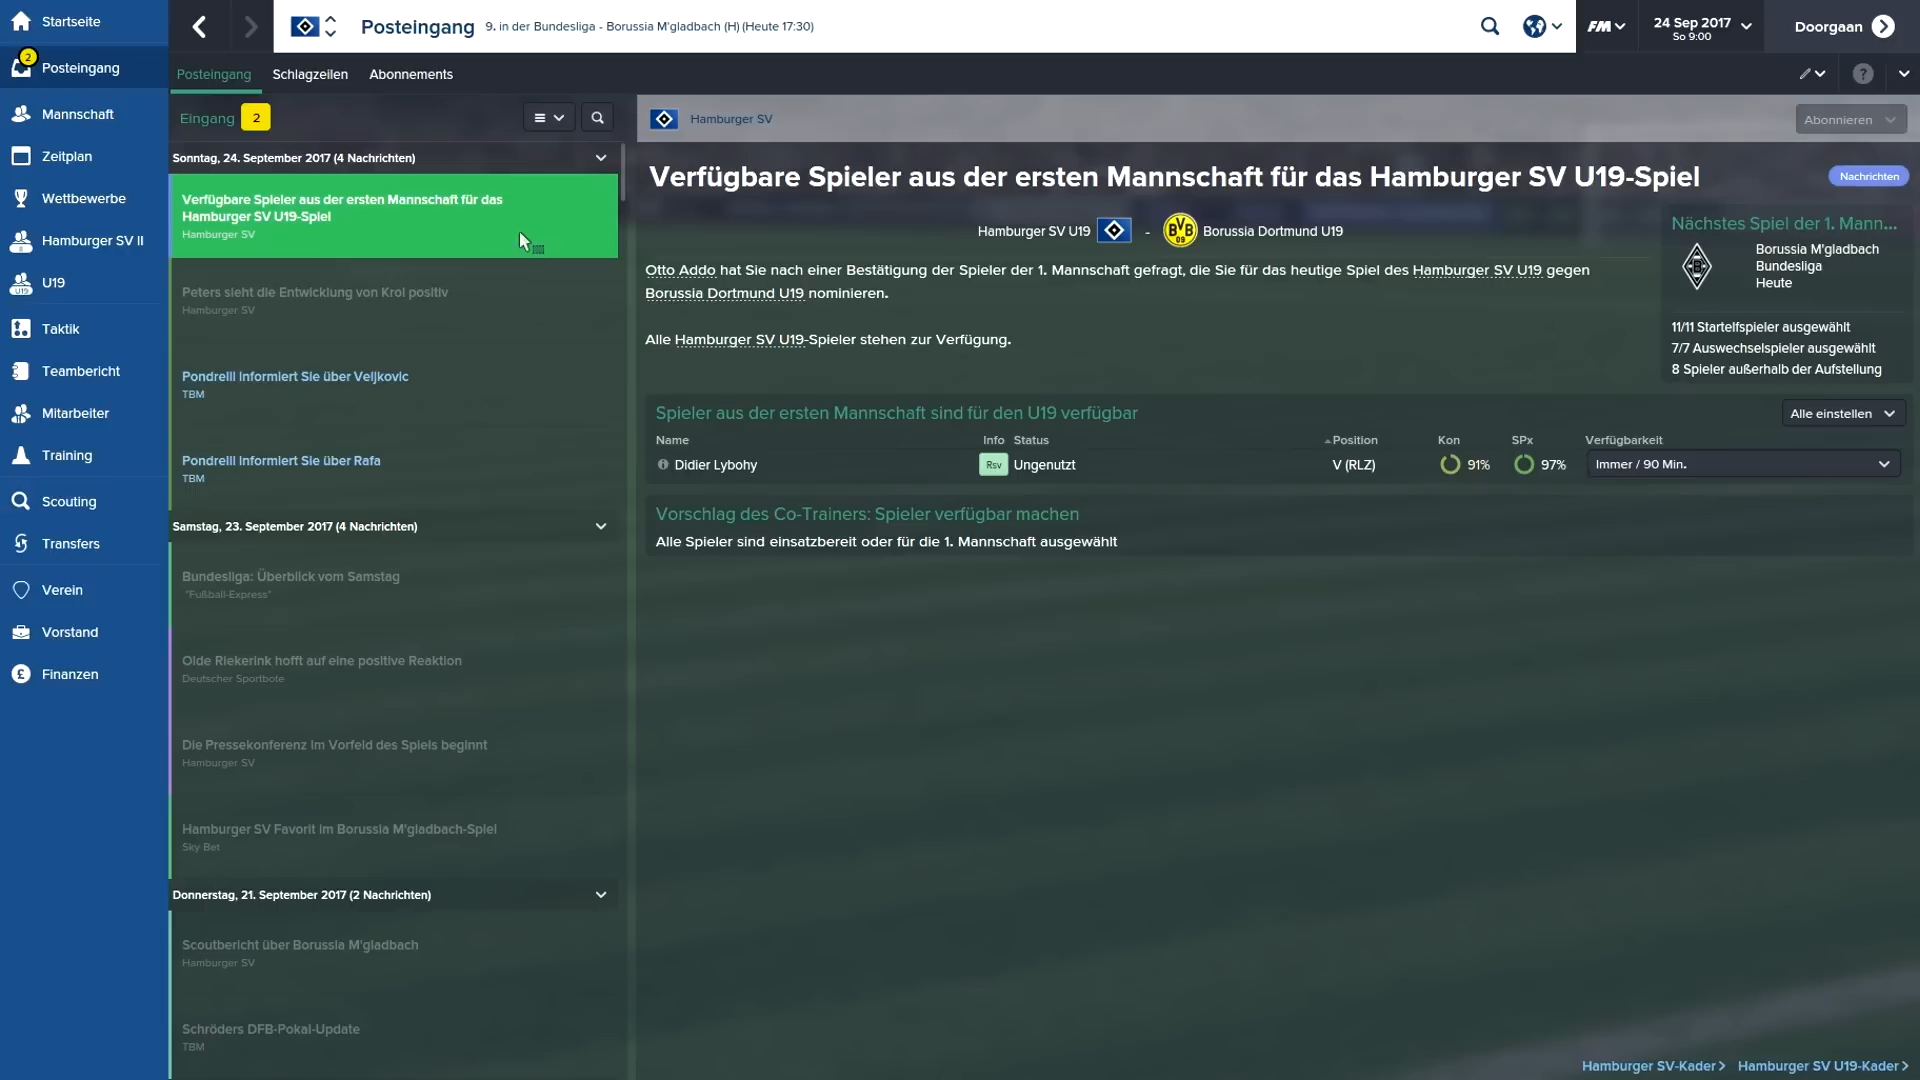 Startseite
2
Posteingang
Mannschaft
Zeitplan
Wettbewerbe
Hamburger SV II
U19
Taktik
Teambericht
Mitarbeiter
Training
Scouting
Transfers
Verein
Vorstand
Finanzen
Posteingang 9. in der Bundesliga - Borussia M'gladbach (H) (Heute 17:30)
FM
24 Sep 2017
So 9:00
Doorgaan
Posteingang Schlagzeilen Abonnements
?
Eingang 2
Sonntag, 24. September 2017 (4 Nachrichten)
Verfügbare Spieler aus der ersten Mannschaft für das
Hamburger SV U19-Spiel
Hamburger SV
Peters sieht die Entwicklung von Krol positiv
Hamburger SV
Pondrelli informiert Sie über Veljkovic
TBM
Pondrelli informiert Sie über Rafa
TBM
Samstag, 23. September 2017 (4 Nachrichten)
Bundesliga: Überblick vom Samstag
"Fußball-Express"
Olde Riekerink hofft auf eine positive Reaktion
Deutscher Sportbote
Die Pressekonferenz im Vorfeld des Spiels beginnt
Hamburger SV
Hamburger SV Favorit im Borussia M'gladbach-Spiel
Sky Bet
Donnerstag, 21. September 2017 (2 Nachrichten)
Scoutbericht über Borussia M'gladbach
Hamburger SV
Schröders DFB-Pokal-Update
TBM
Hamburger SV
Abonnieren
Verfügbare Spieler aus der ersten Mannschaft für das Hamburger SV U19-Spiel
Nachrichten
Hamburger SV U19 - BVB 09 Borussia Dortmund U19
Otto Addo hat Sie nach einer Bestätigung der Spieler der 1. Mannschaft gefragt, die Sie für das heutige Spiel des Hamburger SV U19 gegen
Borussia Dortmund U19 nominieren.
Alle Hamburger SV U19-Spieler stehen zur Verfügung.
Nächstes Spiel der 1. Mann...
Borussia M'gladbach
Bundesliga
Heute
11/11 Startelfspieler ausgewählt
7/7 Auswechselspieler ausgewählt
8 Spieler außerhalb der Aufstellung
Spieler aus der ersten Mannschaft sind für den U19 verfügbar
Alle einstellen
Name Info Status Position Kon SPx Verfügbarkeit
Didier Lybohy Rsv Ungenutzt V (RLZ) 91% 97% Immer / 90 Min.
Vorschlag des Co-Trainers: Spieler verfügbar machen
Alle Spieler sind einsatzbereit oder für die 1. Mannschaft ausgewählt
Hamburger SV-Kader> Hamburger SV U19-Kader>